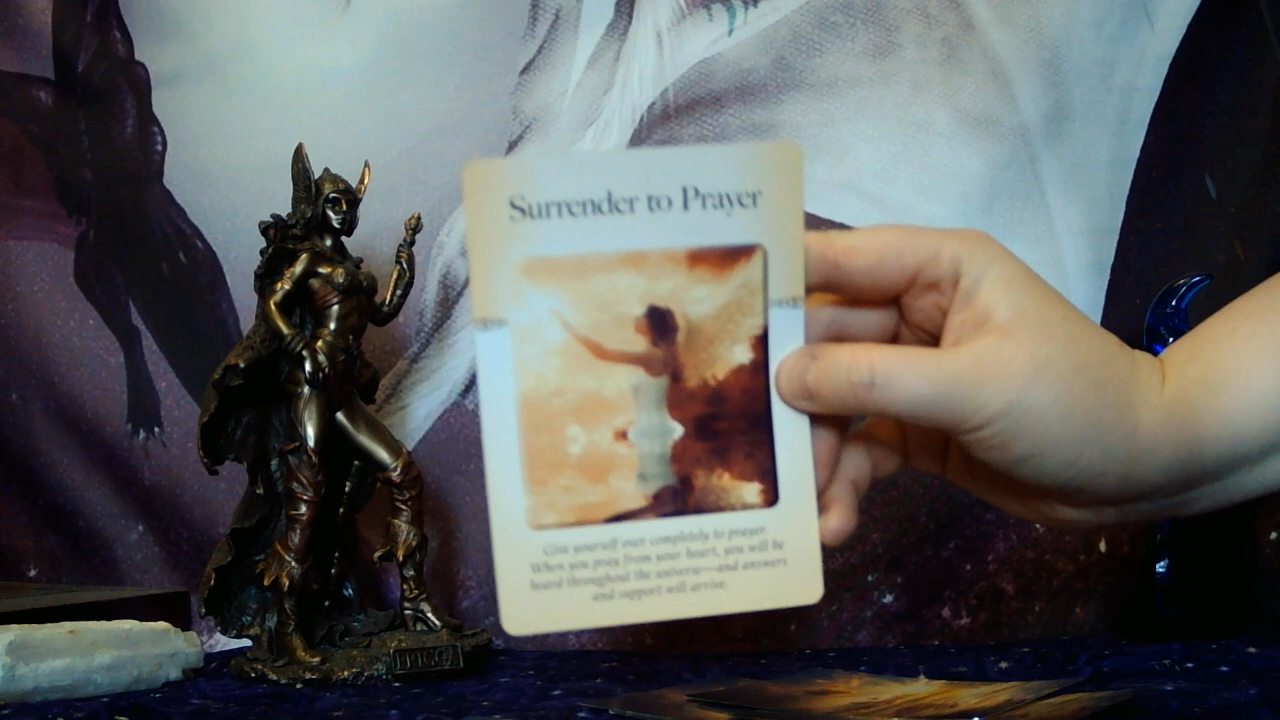 Surrender to Prayer
Give yourself over completely to prayer.
When you pray from your heart, you will be
heard throughout the universe—and answers
and support will arrive.